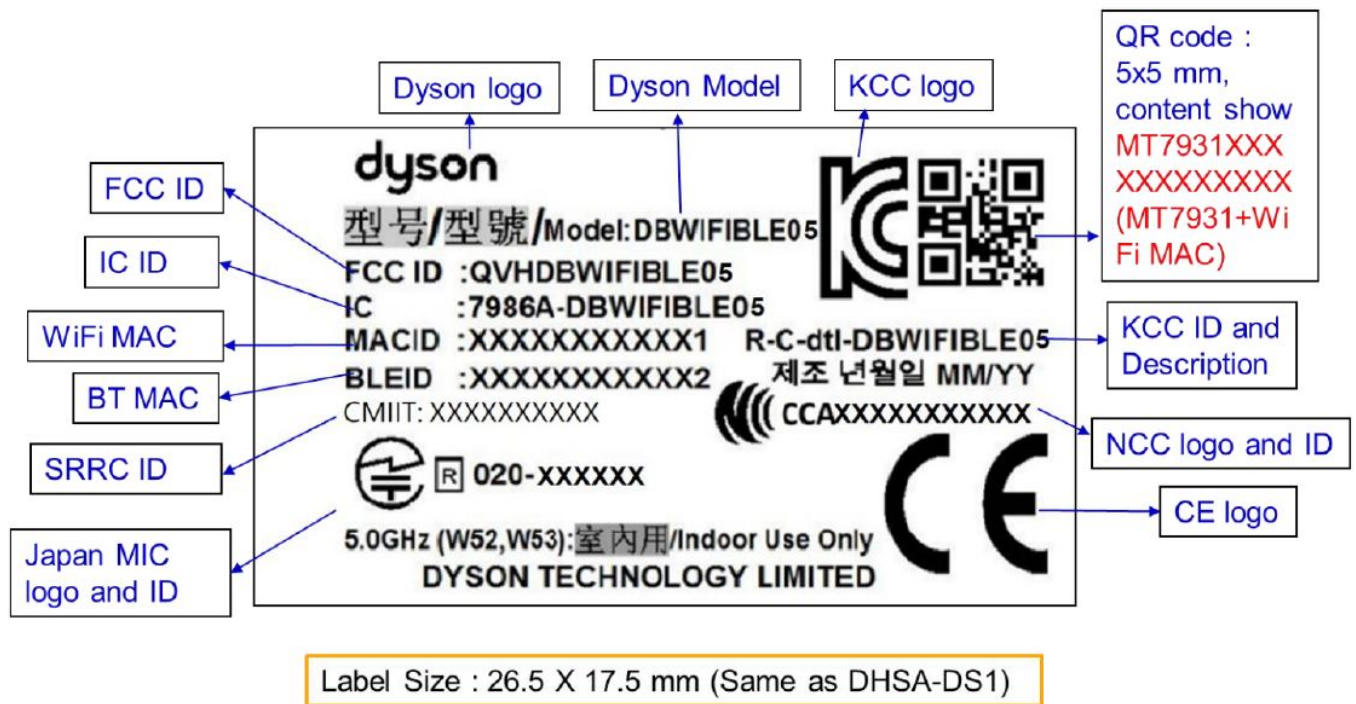 QR code :
5x5 mm,
content show
MT7931XXX
XXXXXXXXX
(MT7931+Wi
Fi MAC)
Dyson logo
Dyson Model
KCC logo
dyson
FCC ID
型号/型號/Model:DBWIFIBLE05
IC ID
FCC ID :QVHDBWIFIBLE05
IC :7986A-DBWIFIBLE05
WiFi MAC
MACID :XXXXXXXXXXX1
R-C-dtl-DBWIFIBLE05
KCC ID and
Description
BT MAC
BLEID :XXXXXXXXXXX2
제조 년월일 MM/YY
CMIIT: XXXXXXXXXX
CCAXXXXXXXXXXX
NCC logo and ID
SRRC ID
R 020-XXXXXX
CE
CE logo
Japan MIC
logo and ID
5.0GHz (W52,W53):室內用/Indoor Use Only
DYSON TECHNOLOGY LIMITED
Label Size : 26.5 X 17.5 mm (Same as DHSA-DS1)